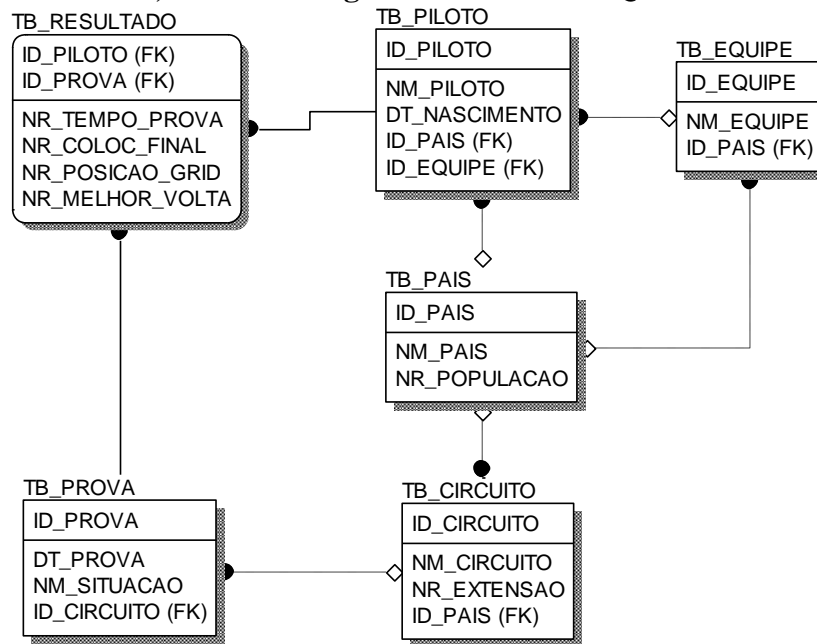 TB_RESULTADO
ID_PILOTO (FK)
ID_PROVA (FK)
NR_TEMPO_PROVA
NR_COLOC_FINAL
NR_POSICAO_GRID
NR_MELHOR_VOLTA
TB_PILOTO
ID_PILOTO
NM_PILOTO
DT_NASCIMENTO
ID_PAIS (FK)
ID_EQUIPE (FK)
TB_EQUIPE
ID_EQUIPE
NM_EQUIPE
ID_PAIS (FK)
TB_PAIS
ID_PAIS
NM_PAIS
NR_POPULACAO
TB_PROVA
ID_PROVA
DT_PROVA
NM_SITUACAO
ID_CIRCUITO (FK)
TB_CIRCUITO
ID_CIRCUITO
NM_CIRCUITO
NR_EXTENSAO
ID_PAIS (FK)